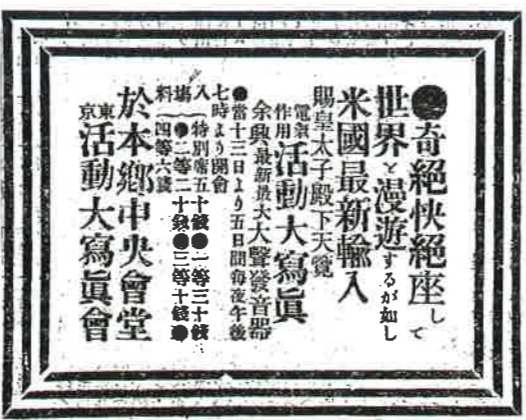 ●奇絶快絶座して
世界を漫遊するが如し
米國最新輸入
賜皇太子殿下天覧
電氣作用活動大寫眞
余興最新最大大聲發音器
●當十三日より五日間毎夜午後
七時より開會
入場料 特別席五十錢●一等三十錢
●二等二十錢●三等十錢●
四等六錢
於本郷中央會堂
東京活動大寫眞會